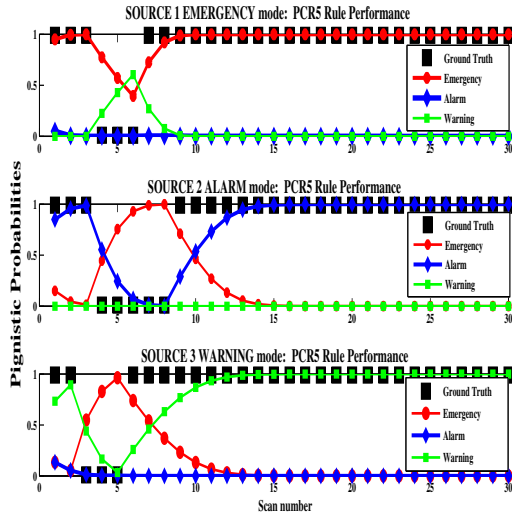 SOURCE 1 EMERGENCY mode: PCR5 Rule Performance
1
0.5
0
0 5 10 15 20 25 30
Ground Truth
Emergency
Alarm
Warning
Pignistic Probabilities
SOURCE 2 ALARM mode: PCR5 Rule Performance
1
0.5
0
0 5 10 15 20 25 30
Ground Truth
Emergency
Alarm
Warning
SOURCE 3 WARNING mode: PCR5 Rule Performance
1
0.5
0
0 5 10 15 20 25 30
Ground Truth
Emergency
Alarm
Warning
Scan number